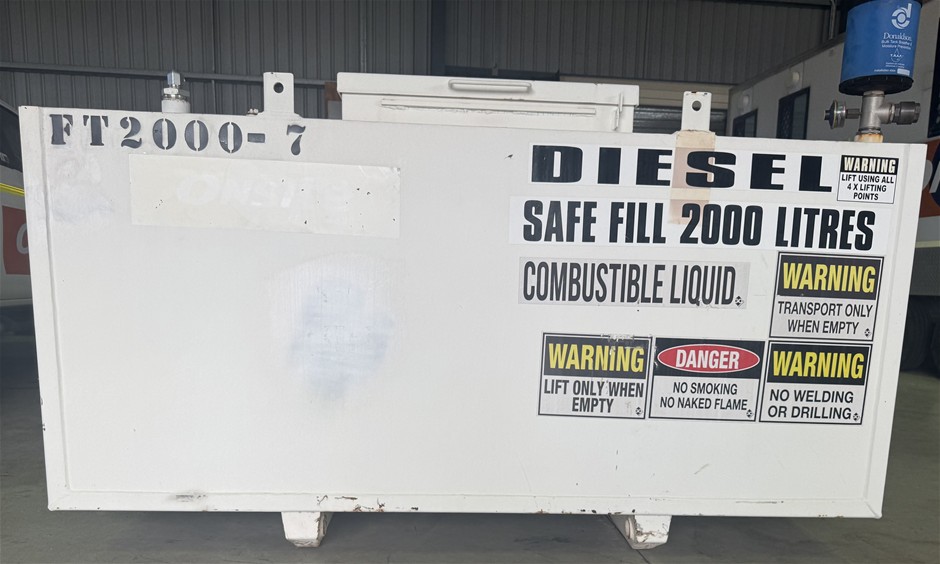 FT2000-7
Donaldson
DIESEL
WARNING
LIFT USING ALL
4 X LIFTING
POINTS
SAFE FILL 2000 LITRES
COMBUSTIBLE LIQUID
WARNING
TRANSPORT ONLY
WHEN EMPTY
WARNING
LIFT ONLY WHEN
EMPTY
DANGER
NO SMOKING
NO NAKED FLAME
WARNING
NO WELDING
OR DRILLING